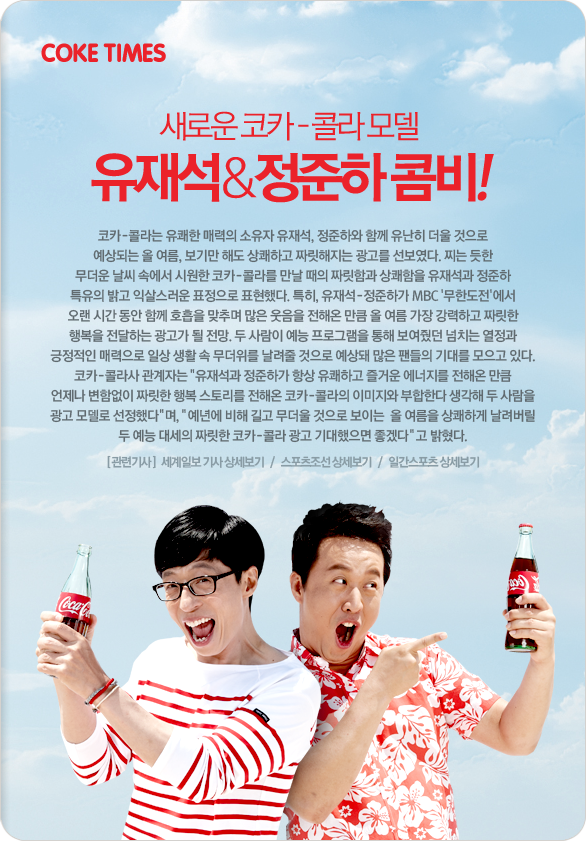 COKE TIMES
새로운 코카-콜라 모델
유재석&정준하 콤비!
코카-콜라는 유쾌한 매력의 소유자 유재석, 정준하와 함께 유난히 더울 것으로
예상되는 올 여름, 보기만 해도 상쾌하고 짜릿해지는 광고를 선보였다. 찌는 듯한
무더운 날씨 속에서 시원한 코카-콜라를 만날 때의 짜릿함과 상쾌함을 유재석과 정준하
특유의 밝고 익살스러운 표정으로 표현했다. 특히, 유재석-정준하가 MBC '무한도전'에서
오랜 시간 동안 함께 호흡을 맞추며 많은 웃음을 전해온 만큼 올 여름 가장 강력하고 짜릿한
행복을 전달하는 광고가 될 전망. 두 사람이 예능 프로그램을 통해 보여줬던 넘치는 열정과
긍정적인 매력으로 일상 생활 속 무더위를 날려줄 것으로 예상돼 많은 팬들의 기대를 모으고 있다.
코카-콜라사 관계자는 "유재석과 정준하가 항상 유쾌하고 즐거운 에너지를 전해온 만큼
언제나 변함없이 짜릿한 행복 스토리를 전해온 코카-콜라의 이미지와 부합한다 생각해 두 사람을
광고 모델로 선정했다"며, "예년에 비해 길고 무더울 것으로 보이는 올 여름을 상쾌하게 날려버릴
두 예능 대세의 짜릿한 코카-콜라 광고 기대했으면 좋겠다"고 밝혔다.
[관련기사] 세계일보 기사 상세보기 / 스포츠조선 상세보기 / 일간스포츠 상세보기
Coca-Cola
Coca-Cola